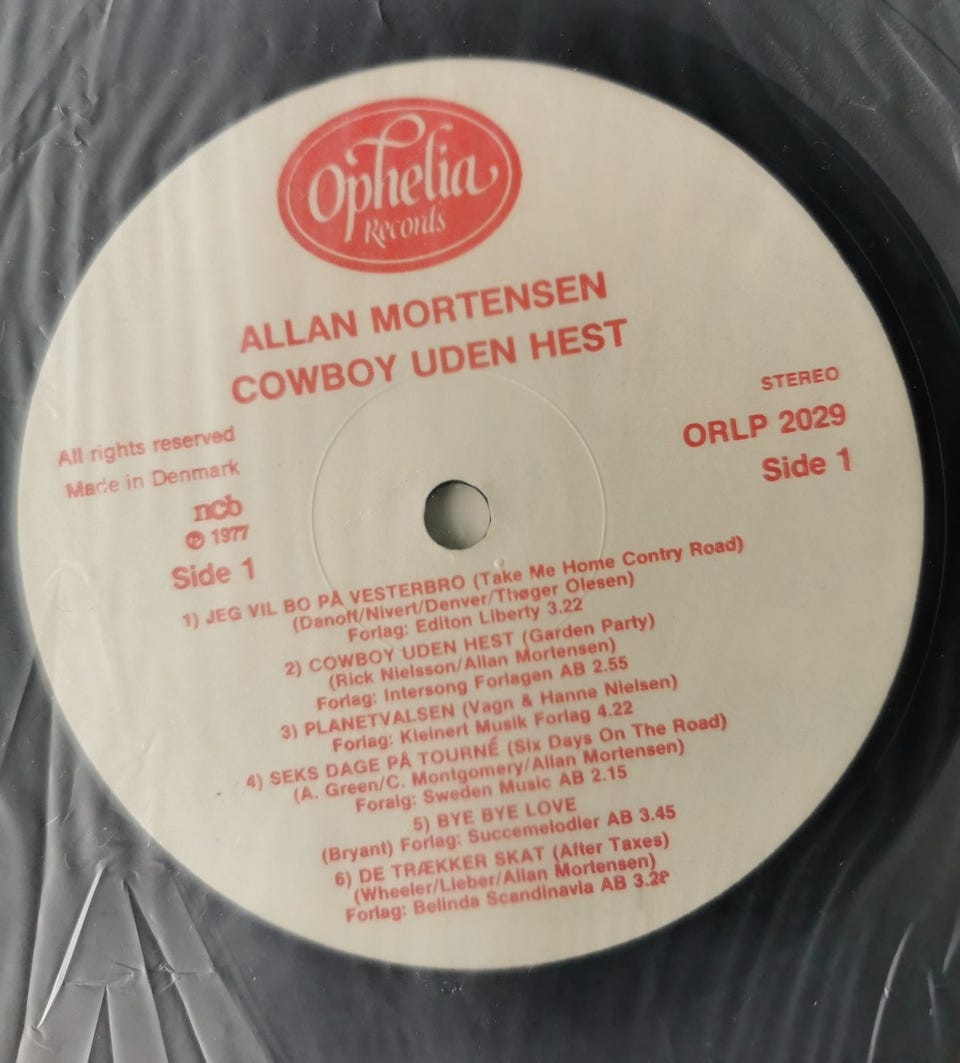 Ophelia
Records
ALLAN MORTENSEN
COWBOY UDEN HEST
STEREO
ORLP 2029
Side 1
All rights reserved
Made in Denmark
ncb
℗ 1977
Side 1
1) JEG VIL BO PÅ VESTERBRO (Take Me Home Contry Road)
(Danoff/Nivert/Denver/Thøger Olesen)
Forlag: Editon Liberty 3.22
2) COWBOY UDEN HEST (Garden Party)
(Rick Nielsson/Allan Mortensen)
Forlag: Intersong Forlagen AB 2.55
3) PLANETVALSEN (Vagn & Hanne Nielsen)
Forlag: Kleinert Musik Forlag 4.22
4) SEKS DAGE PÅ TOURNÉ (Six Days On The Road)
(A. Green/C. Montgomery/Allan Mortensen)
Foralg: Sweden Music AB 2.15
5) BYE BYE LOVE
(Bryant) Forlag: Succemelodier AB 3.45
6) DE TRÆKKER SKAT (After Taxes)
(Wheeler/Lieber/Allan Mortensen)
Forlag: Belinda Scandinavia AB 3.28